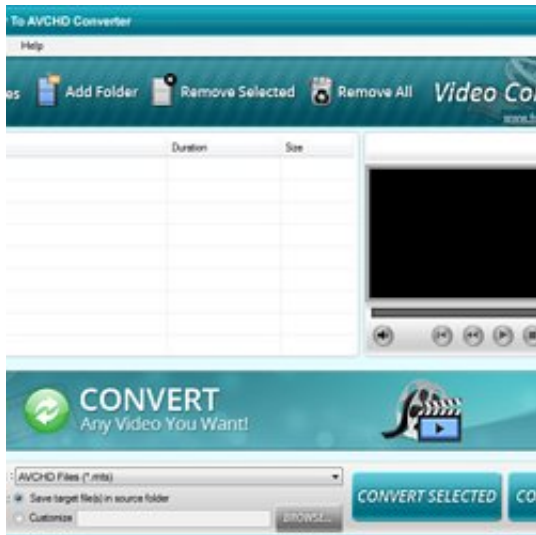 To AVCHD Converter
Help
es Add Folder Remove Selected Remove All Video Co
Duration Size
CONVERT
Any Video You Want!
: AVCHD Files (*.mts)
: Save target file(s) in source folder
Customize BROWSE...
CONVERT SELECTED CO